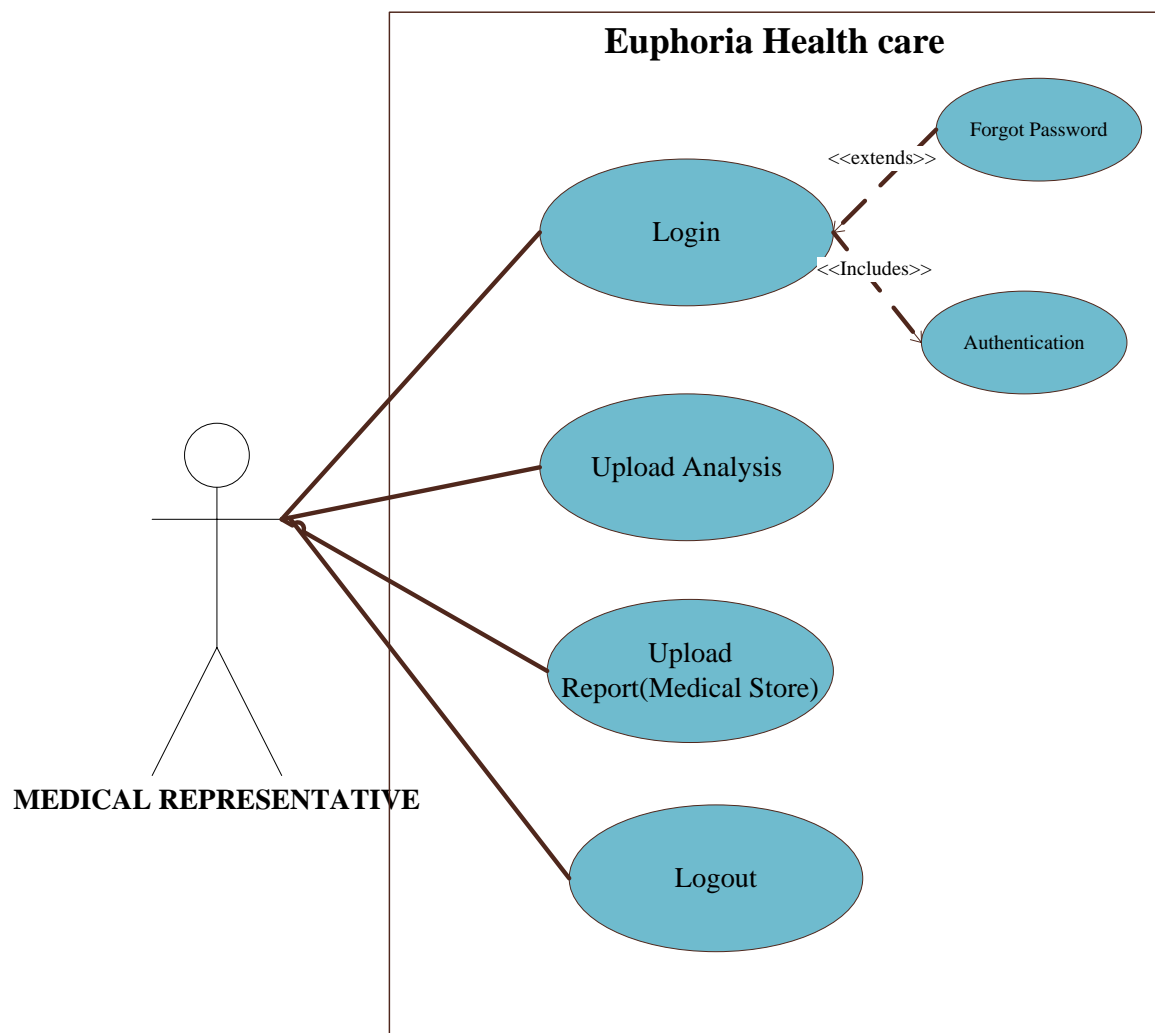 Euphoria Health care
Forgot Password
<<extends>>
Login
<<Includes>>
Authentication
Upload Analysis
Upload
Report(Medical Store)
MEDICAL REPRESENTATIVE
Logout